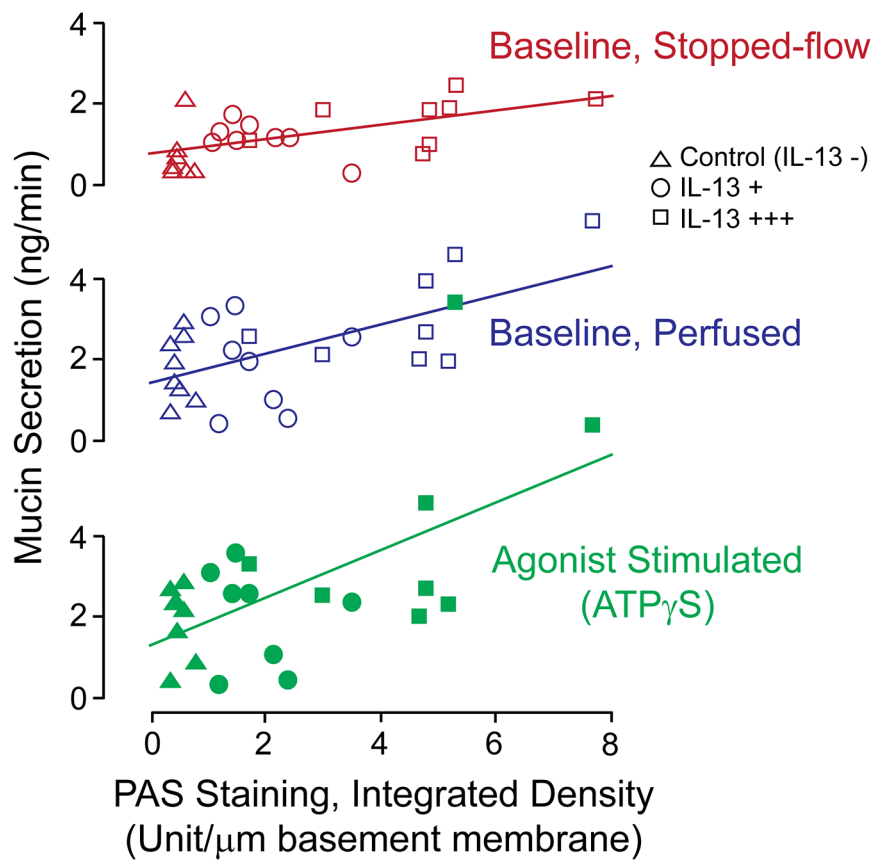 Baseline, Stopped-flow
4
2
0
Control (IL-13 -)
IL-13 +
IL-13 +++
Mucin Secretion (ng/min)
4
2
0
Baseline, Perfused
4
2
0
Agonist Stimulated
(ATPγS)
0 2 4 6 8
PAS Staining, Integrated Density
(Unit/μm basement membrane)